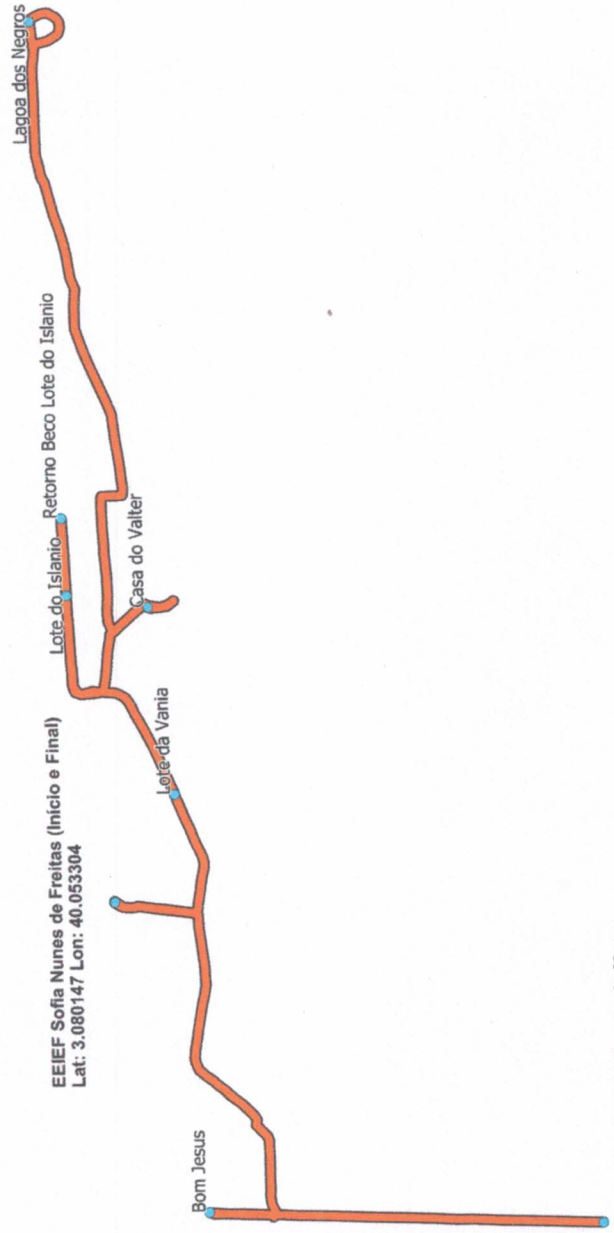 Lagoa dos Negros
Retorno Beco Lote do Islanio
Lote do Islanio
Casa do Valter
Lote da Vania
EEIEF Sofia Nunes de Freitas (Início e Final)
Lat: 3.080147 Lon: 40.053304
Bom Jesus